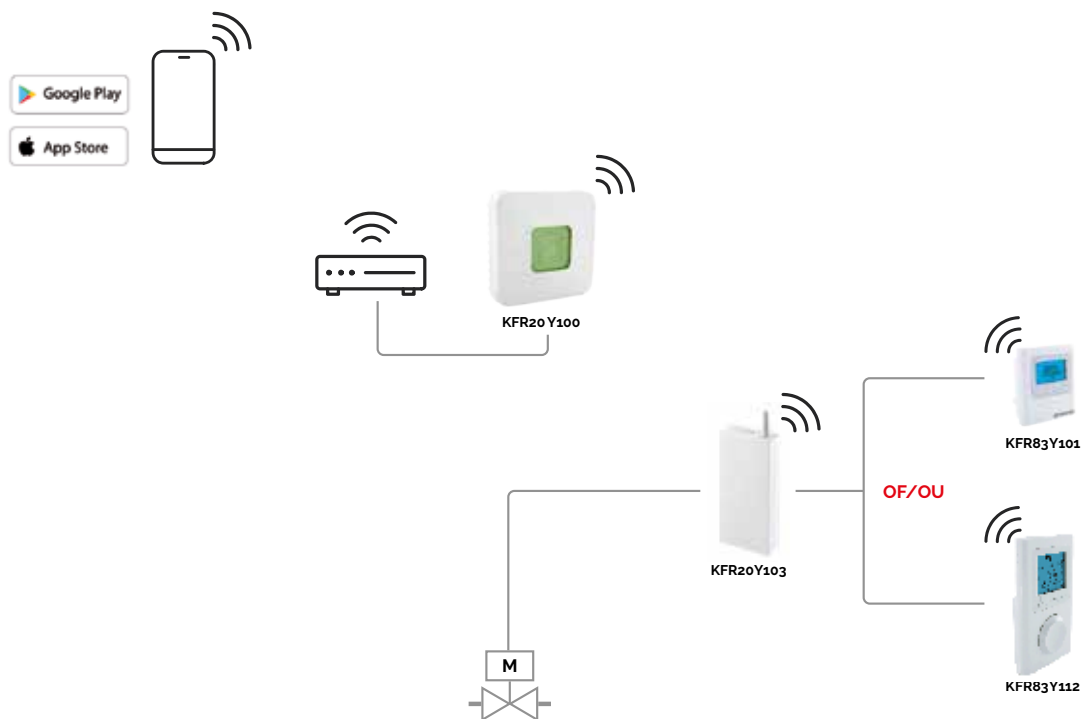 Google Play
App Store
KFR20 Y100
KFR83Y101
OF/OU
KFR20Y103
M
KFR83Y112